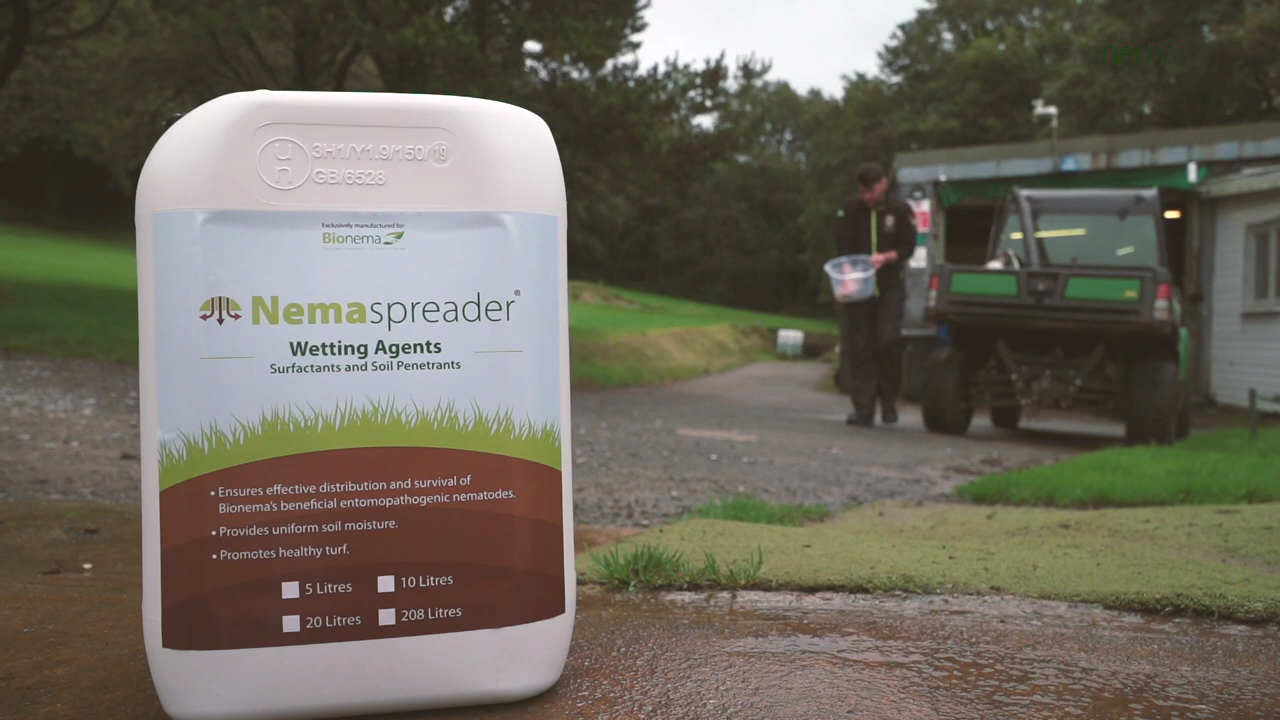 un
3H1/Y1.9/150/19
GB/6528
Exclusively manufactured for:
Bionema
Nemaspreader®
Wetting Agents
Surfactants and Soil Penetrants
• Ensures effective distribution and survival of
Bionema's beneficial entomopathogenic nematodes.
• Provides uniform soil moisture.
• Promotes healthy turf.
5 Litres
10 Litres
20 Litres
208 Litres